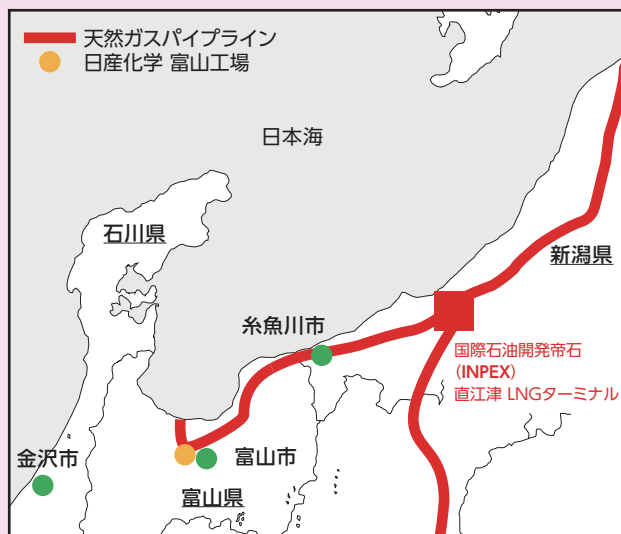 天然ガスパイプライン
日産化学 富山工場
日本海
石川県
新潟県
糸魚川市
国際石油開発帝石
(INPEX)
直江津 LNGターミナル
金沢市
富山市
富山県